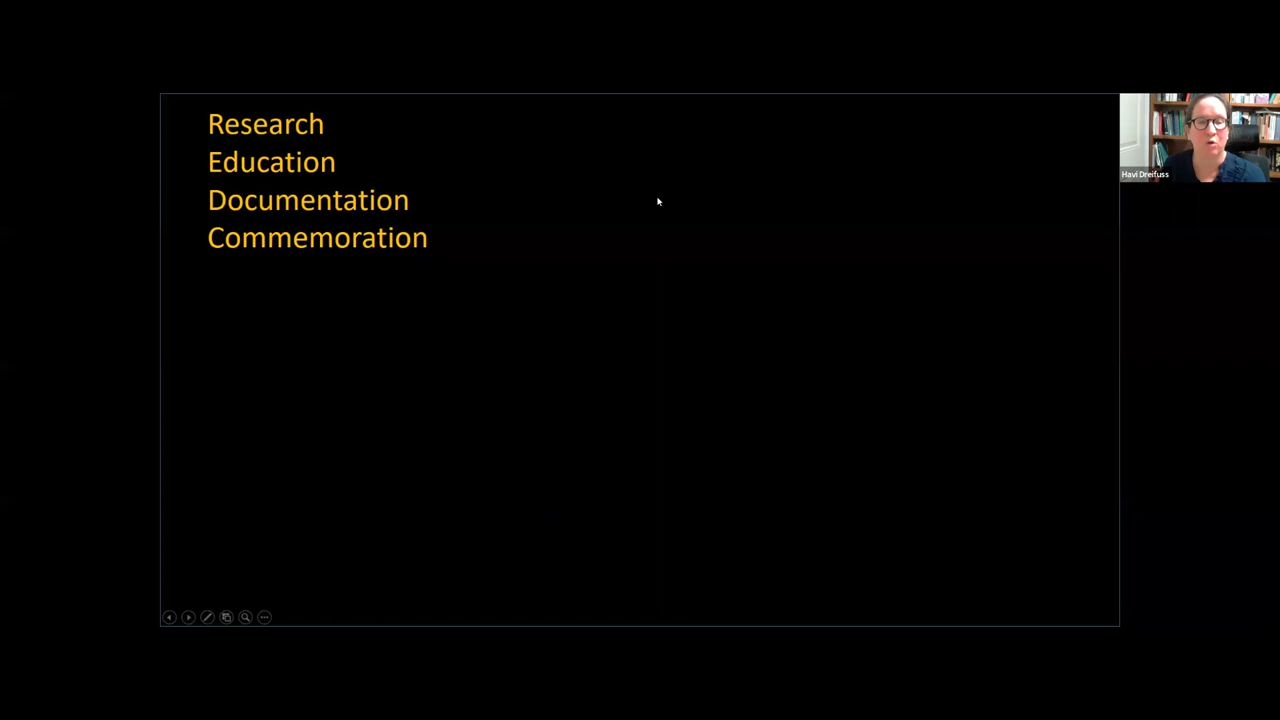 Research
Education
Documentation
Commemoration
Havi Dreifuss